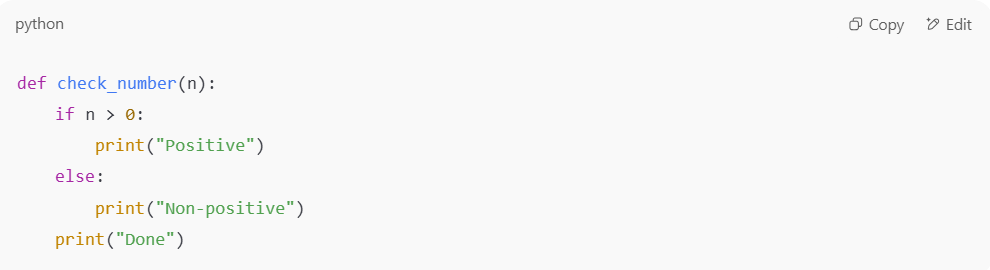 python
Copy Edit
def check_number(n):
    if n > 0:
        print("Positive")
    else:
        print("Non-positive")
    print("Done")